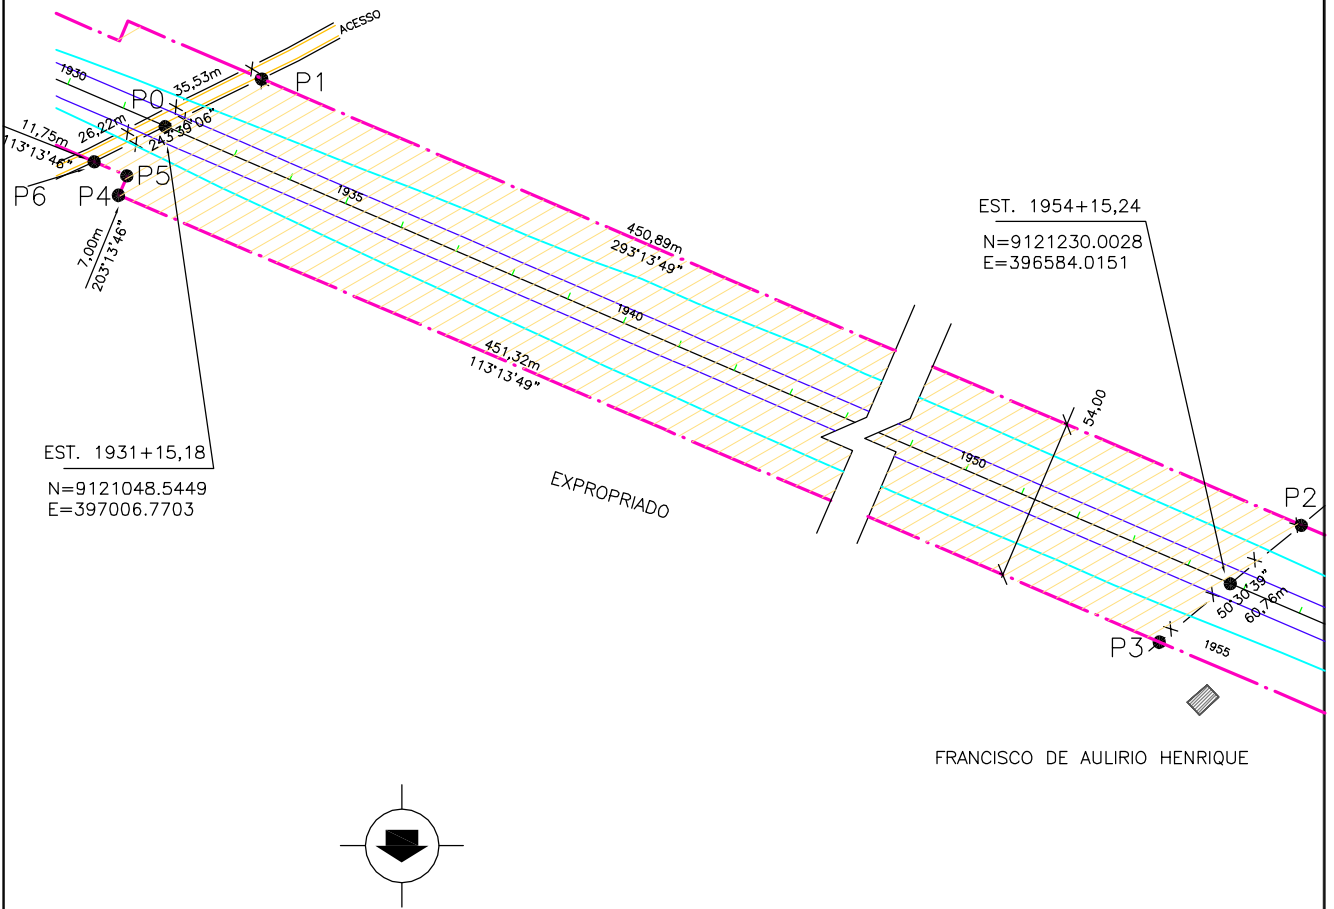 ACESSO
1930
35,53m
P1
P0
26,22m
243°39'06"
11,75m
113°13'46"
P6
P5
P4
7,00m
203°13'46"
1935
450,89m
293°13'49"
1940
451,32m
113°13'49"
EST. 1954+15,24
N=9121230.0028
E=396584.0151
54,00
1950
EST. 1931+15,18
N=9121048.5449
E=397006.7703
EXPROPRIADO
P2
50°30'39"
60,76m
P3
1955
FRANCISCO DE AULIRIO HENRIQUE